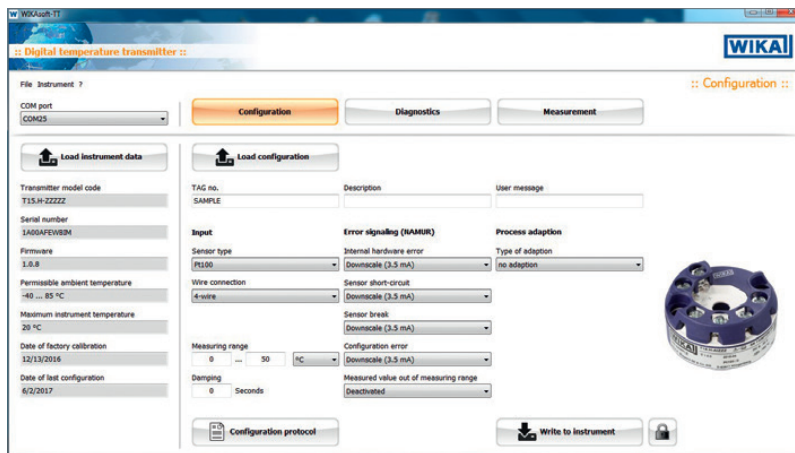 WIKAsoft-TT
:: Digital temperature transmitter ::
WIKAI
File Instrument ?
:: Configuration ::
COM port
COM25
Configuration
Diagnostics
Measurement
Load instrument data
Load configuration
Transmitter model code
T15.H-ZZZZZ
Serial number
1A00AFEWBIM
Firmware
1.0.8
Permissible ambient temperature
-40 ... 85 °C
Maximum instrument temperature
20 °C
Date of factory calibration
12/13/2016
Date of last configuration
6/2/2017
TAG no.
SAMPLE
Description
User message
Input
Sensor type
Pt100
Wire connection
4-wire
Measuring range
0 ... 50 °C
Damping
0 Seconds
Error signaling (NAMUR)
Internal hardware error
Downscale (3.5 mA)
Sensor short-circuit
Downscale (3.5 mA)
Sensor break
Downscale (3.5 mA)
Configuration error
Downscale (3.5 mA)
Measured value out of measuring range
Deactivated
Process adaption
Type of adaption
no adaption
WIKAI
Configuration protocol
Write to instrument